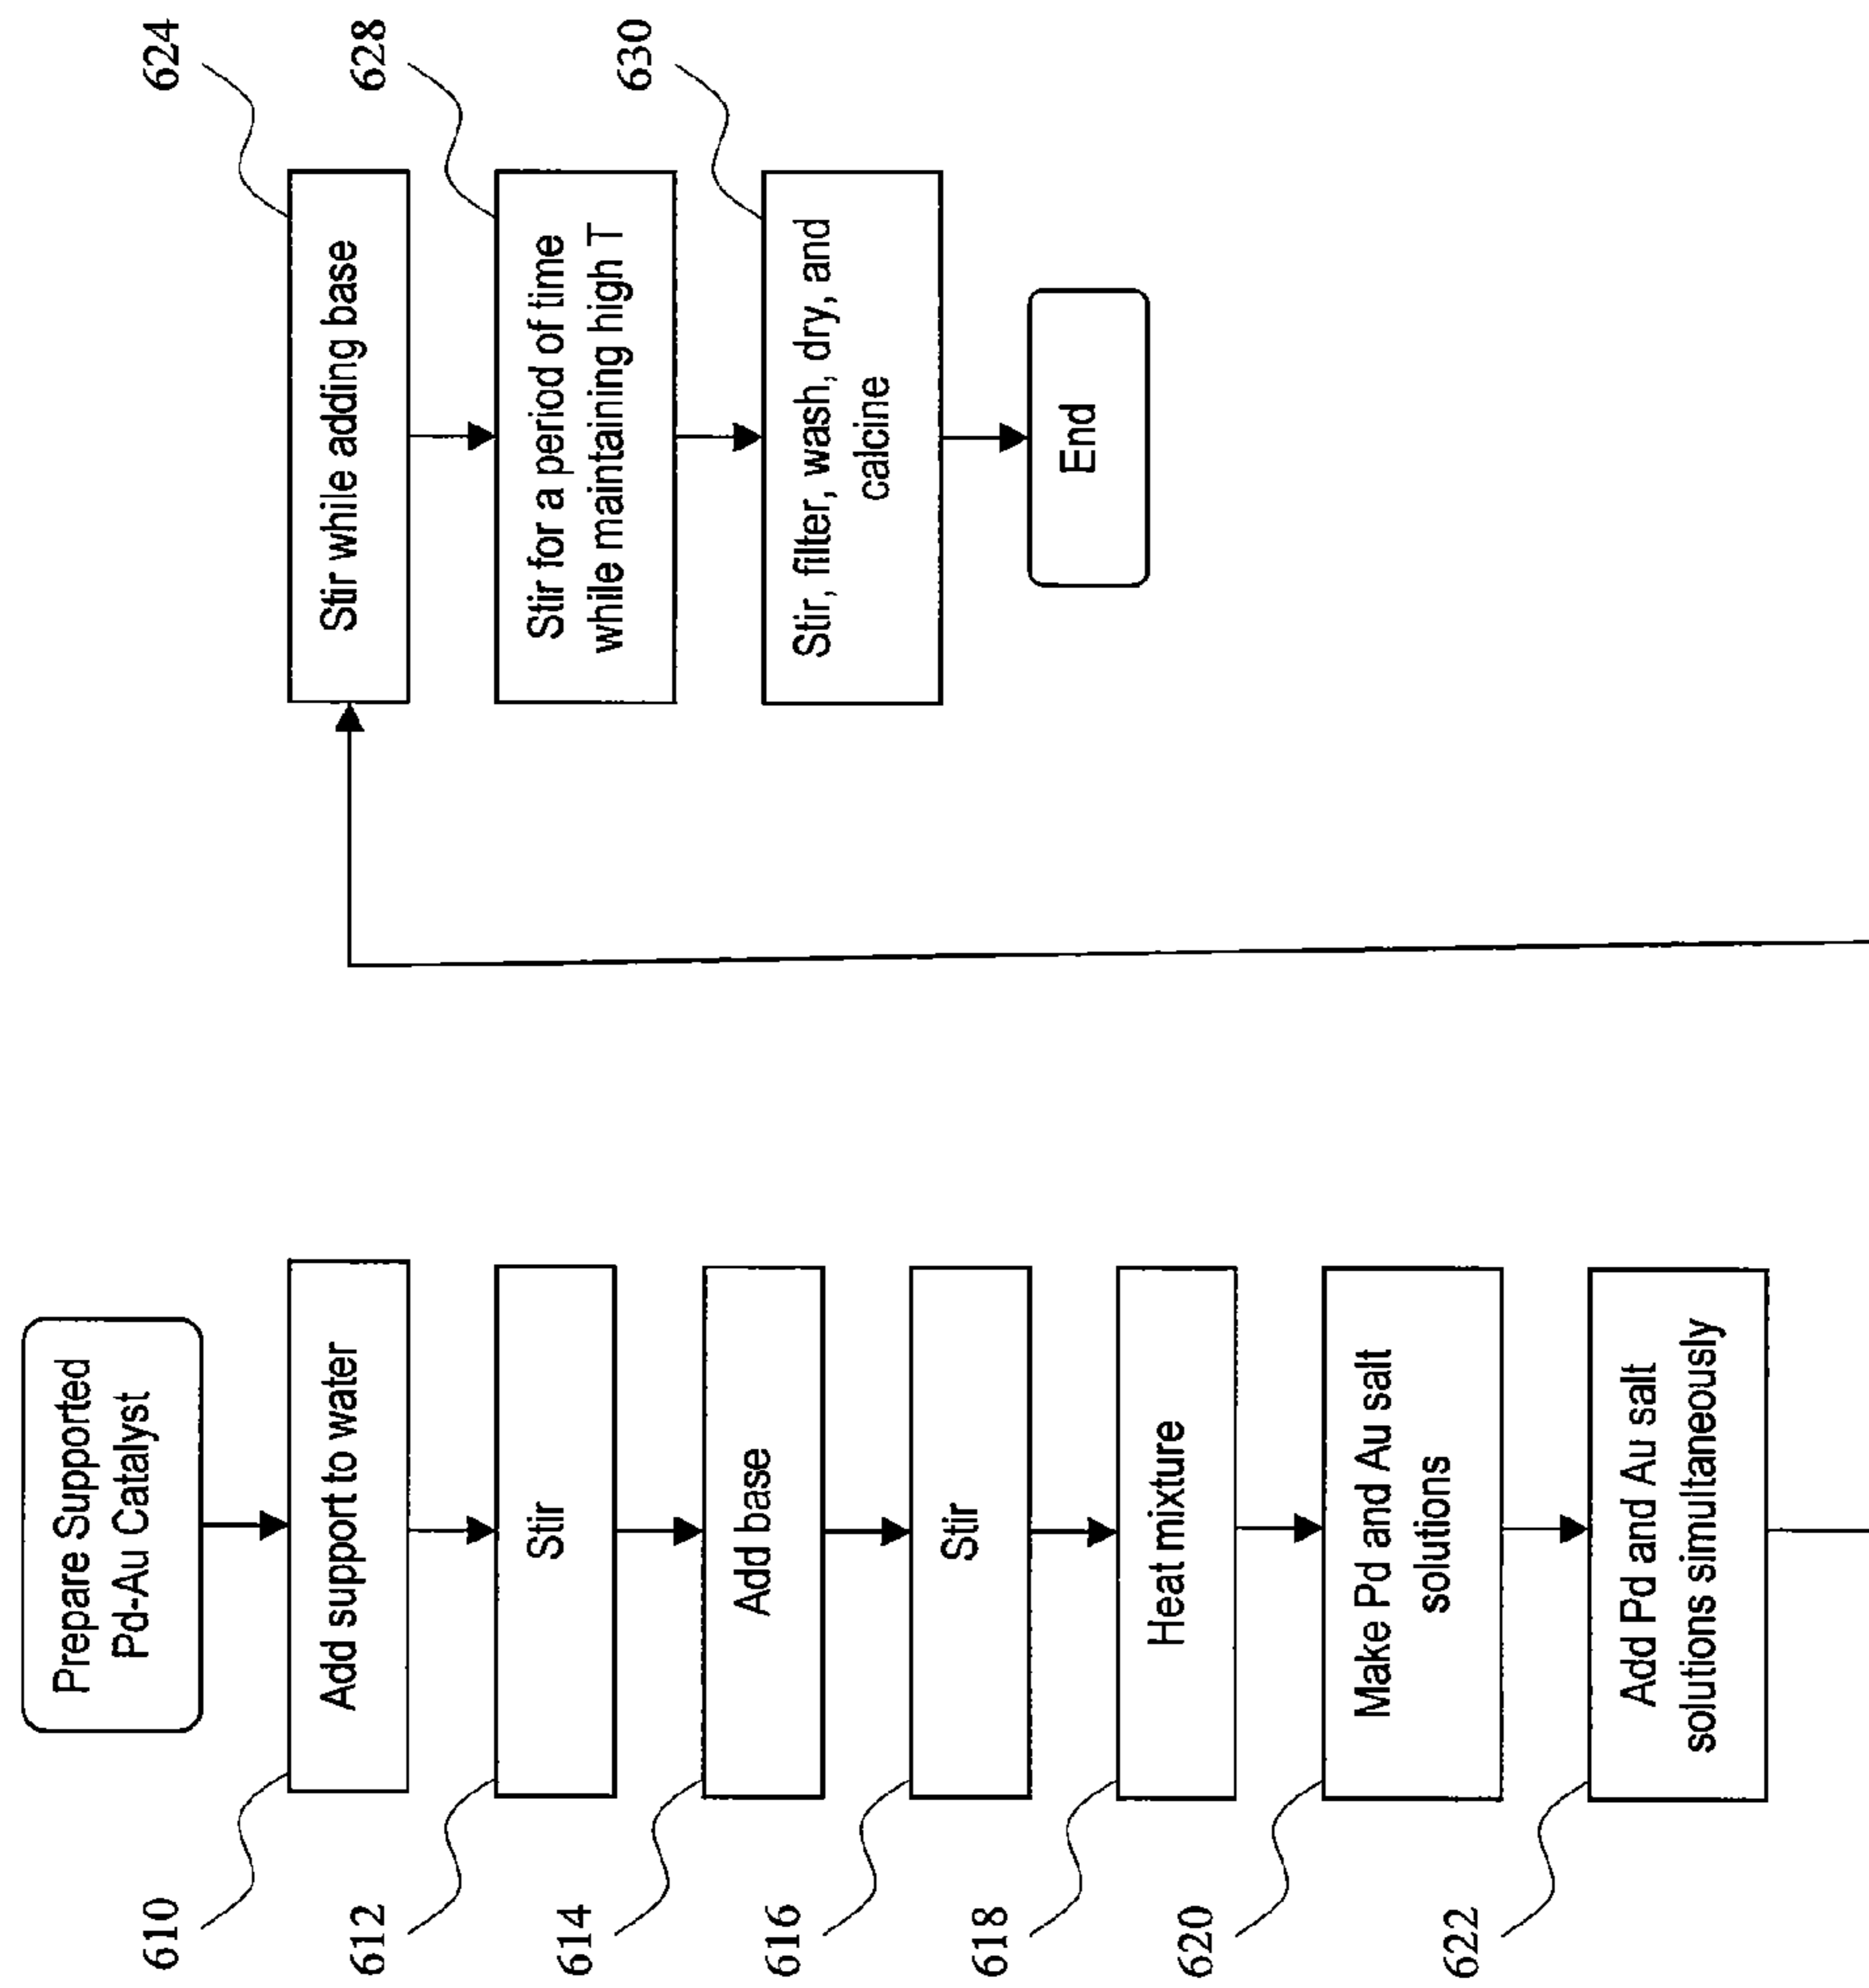 Prepare Supported
Pd-Au Catalyst
610
Add support to water
612
Stir
614
Add base
616
Stir
618
Heat mixture
620
Make Pd and Au salt
solutions
622
Add Pd and Au salt
solutions simultaneously
624
Stir while adding base
628
Stir for a period of time
while maintaining high T
630
Stir, filter, wash, dry, and
calcine
End